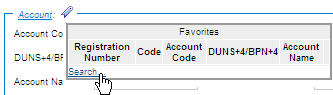 Account:
Favorites
Account Co
Registration Number Code Account Code DUNS+4/BPN+4 Account Name
DUNS+4/BP
Search
Account Na